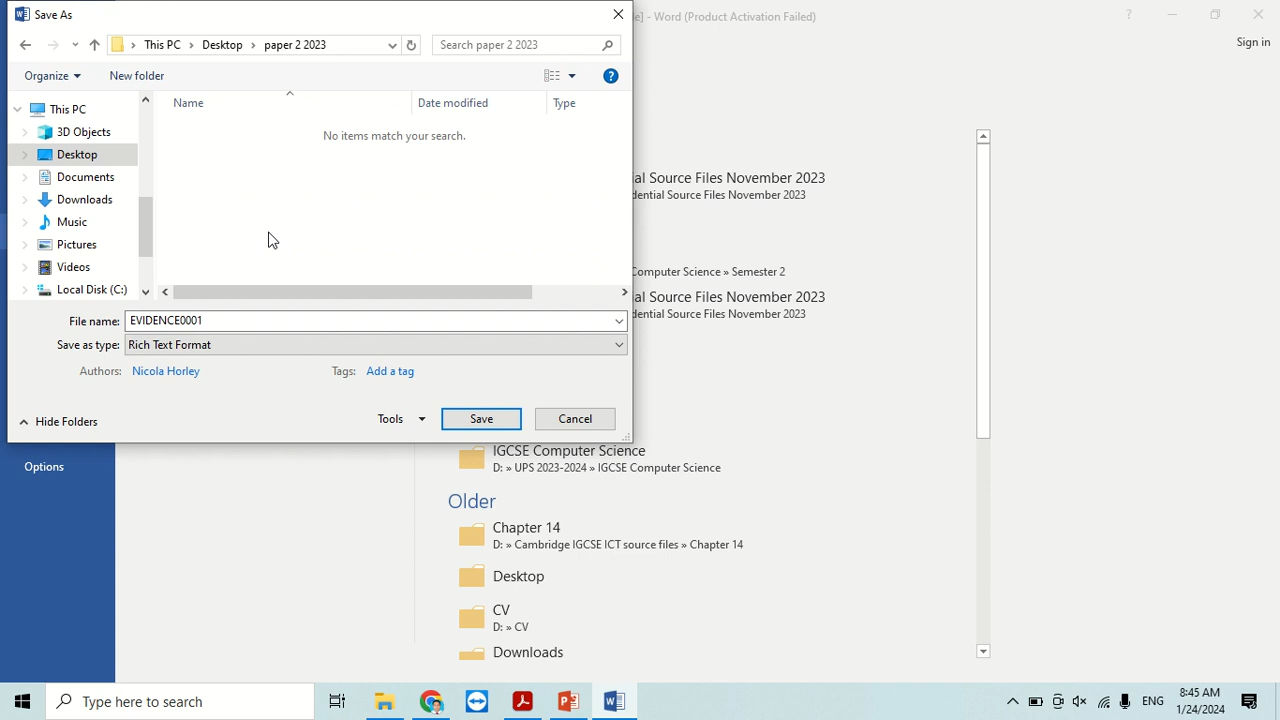 Save As
le] - Word (Product Activation Failed)
Sign in
This PC
Desktop
paper 2 2023
Search paper 2 2023
Organize
New folder
This PC
3D Objects
Desktop
Documents
Downloads
Music
Pictures
Videos
Local Disk (C:)
Name
Date modified
Type
No items match your search.
File name: EVIDENCE0001
Save as type: Rich Text Format
Authors: Nicola Horley
Tags: Add a tag
Hide Folders
Tools
Save
Cancel
ial Source Files November 2023
dential Source Files November 2023
Computer Science » Semester 2
ial Source Files November 2023
dential Source Files November 2023
Options
IGCSE Computer Science
D: » UPS 2023-2024 » IGCSE Computer Science
Older
Chapter 14
D: » Cambridge IGCSE ICT source files » Chapter 14
Desktop
CV
D: » CV
Downloads
Type here to search
ENG
8:45 AM
1/24/2024